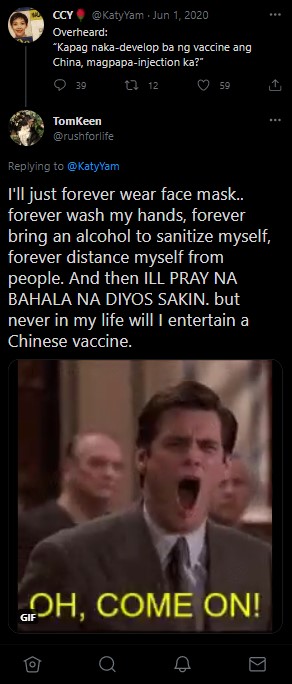 CCY🌹 @KatyYam · Jun 1, 2020
Overheard:
“Kapag naka-develop ba ng vaccine ang
China, magpapa-injection ka?”
39 12 59
TomKeen
@rushforlife
Replying to @KatyYam
I'll just forever wear face mask..
forever wash my hands, forever
bring an alcohol to sanitize myself,
forever distance myself from
people. And then ILL PRAY NA
BAHALA NA DIYOS SAKIN. but
never in my life will I entertain a
Chinese vaccine.
OH, COME ON!
GIF